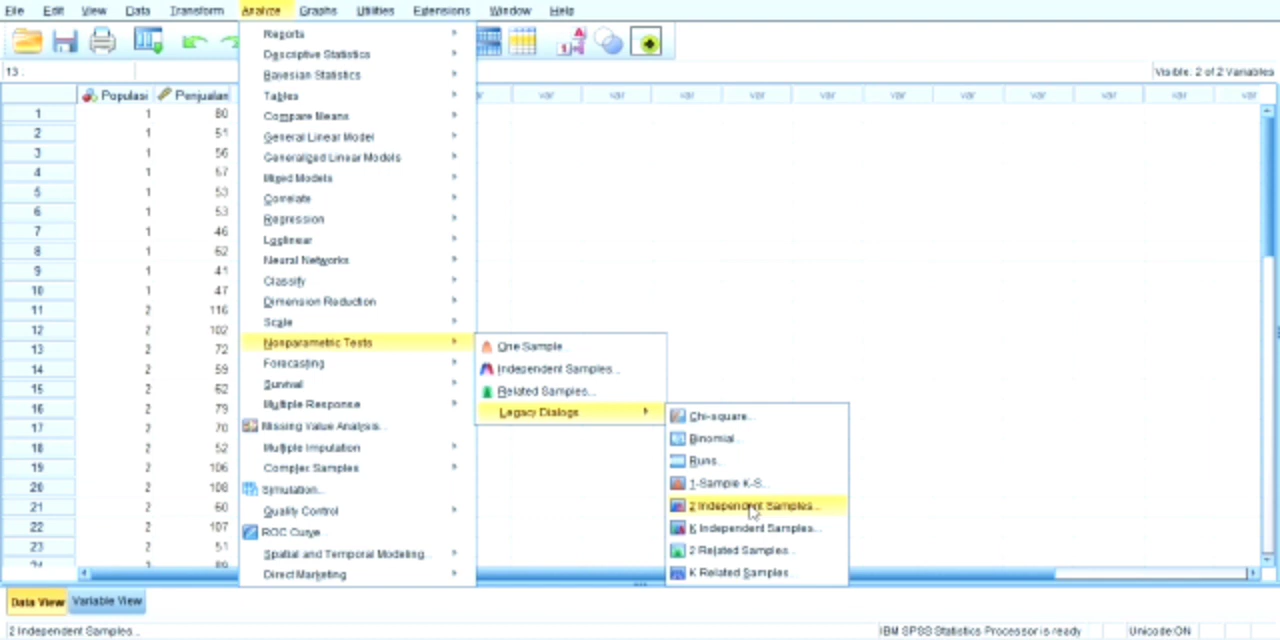 File Edit View Data Transform Analyze Graphs Utilities Extensions Window Help
13 :
Visible: 2 of 2 Variables
Populasi Penjualan var var var var var var var var var var var
1 1 80
2 1 51
3 1 56
4 1 57
5 1 53
6 1 53
7 1 46
8 1 62
9 1 41
10 1 47
11 2 116
12 2 102
13 2 72
14 2 59
15 2 62
16 2 79
17 2 70
18 2 52
19 2 106
20 2 108
21 2 60
22 2 107
23 2 51
24 2 89
Reports
Descriptive Statistics
Bayesian Statistics
Tables
Compare Means
General Linear Model
Generalized Linear Models
Mixed Models
Correlate
Regression
Loglinear
Neural Networks
Classify
Dimension Reduction
Scale
Nonparametric Tests
Forecasting
Survival
Multiple Response
Missing Value Analysis...
Multiple Imputation
Complex Samples
Simulation...
Quality Control
ROC Curve...
Spatial and Temporal Modeling...
Direct Marketing
One Sample...
Independent Samples...
Related Samples...
Legacy Dialogs
Chi-square...
Binomial...
Runs...
1-Sample K-S...
2 Independent Samples...
K Independent Samples...
2 Related Samples...
K Related Samples...
Data View Variable View
2 Independent Samples...
IBM SPSS Statistics Processor is ready
Unicode:ON